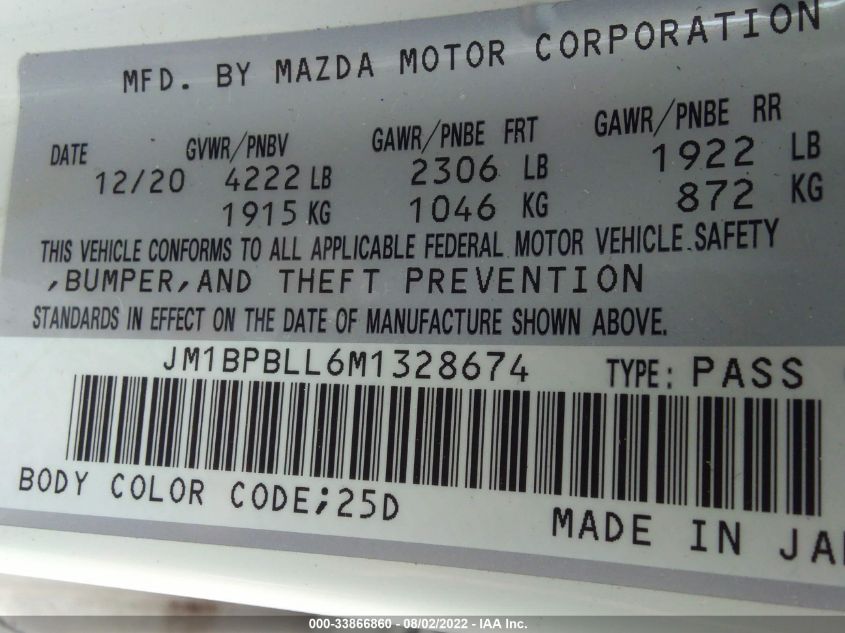 MFD. BY MAZDA MOTOR CORPORATION
DATE GVWR/PNBV GAWR/PNBE FRT GAWR/PNBE RR
12/20 4222 LB 2306 LB 1922 LB
1915 KG 1046 KG 872 KG
THIS VEHICLE CONFORMS TO ALL APPLICABLE FEDERAL MOTOR VEHICLE SAFETY
,BUMPER,AND THEFT PREVENTION
STANDARDS IN EFFECT ON THE DATE OF MANUFACTURE SHOWN ABOVE.
JM1BPBLL6M1328674 TYPE: PASS
BODY COLOR CODE;25D
MADE IN JA
000-33866860 - 08/02/2022 - IAA Inc.